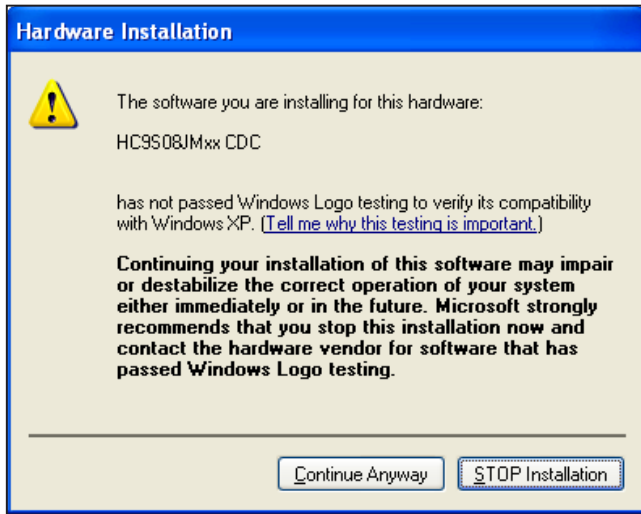 Hardware Installation
The software you are installing for this hardware:
HC9S08JMxx CDC
has not passed Windows Logo testing to verify its compatibility
with Windows XP. (Tell me why this testing is important.)
Continuing your installation of this software may impair
or destabilize the correct operation of your system
either immediately or in the future. Microsoft strongly
recommends that you stop this installation now and
contact the hardware vendor for software that has
passed Windows Logo testing.
Continue Anyway
STOP Installation